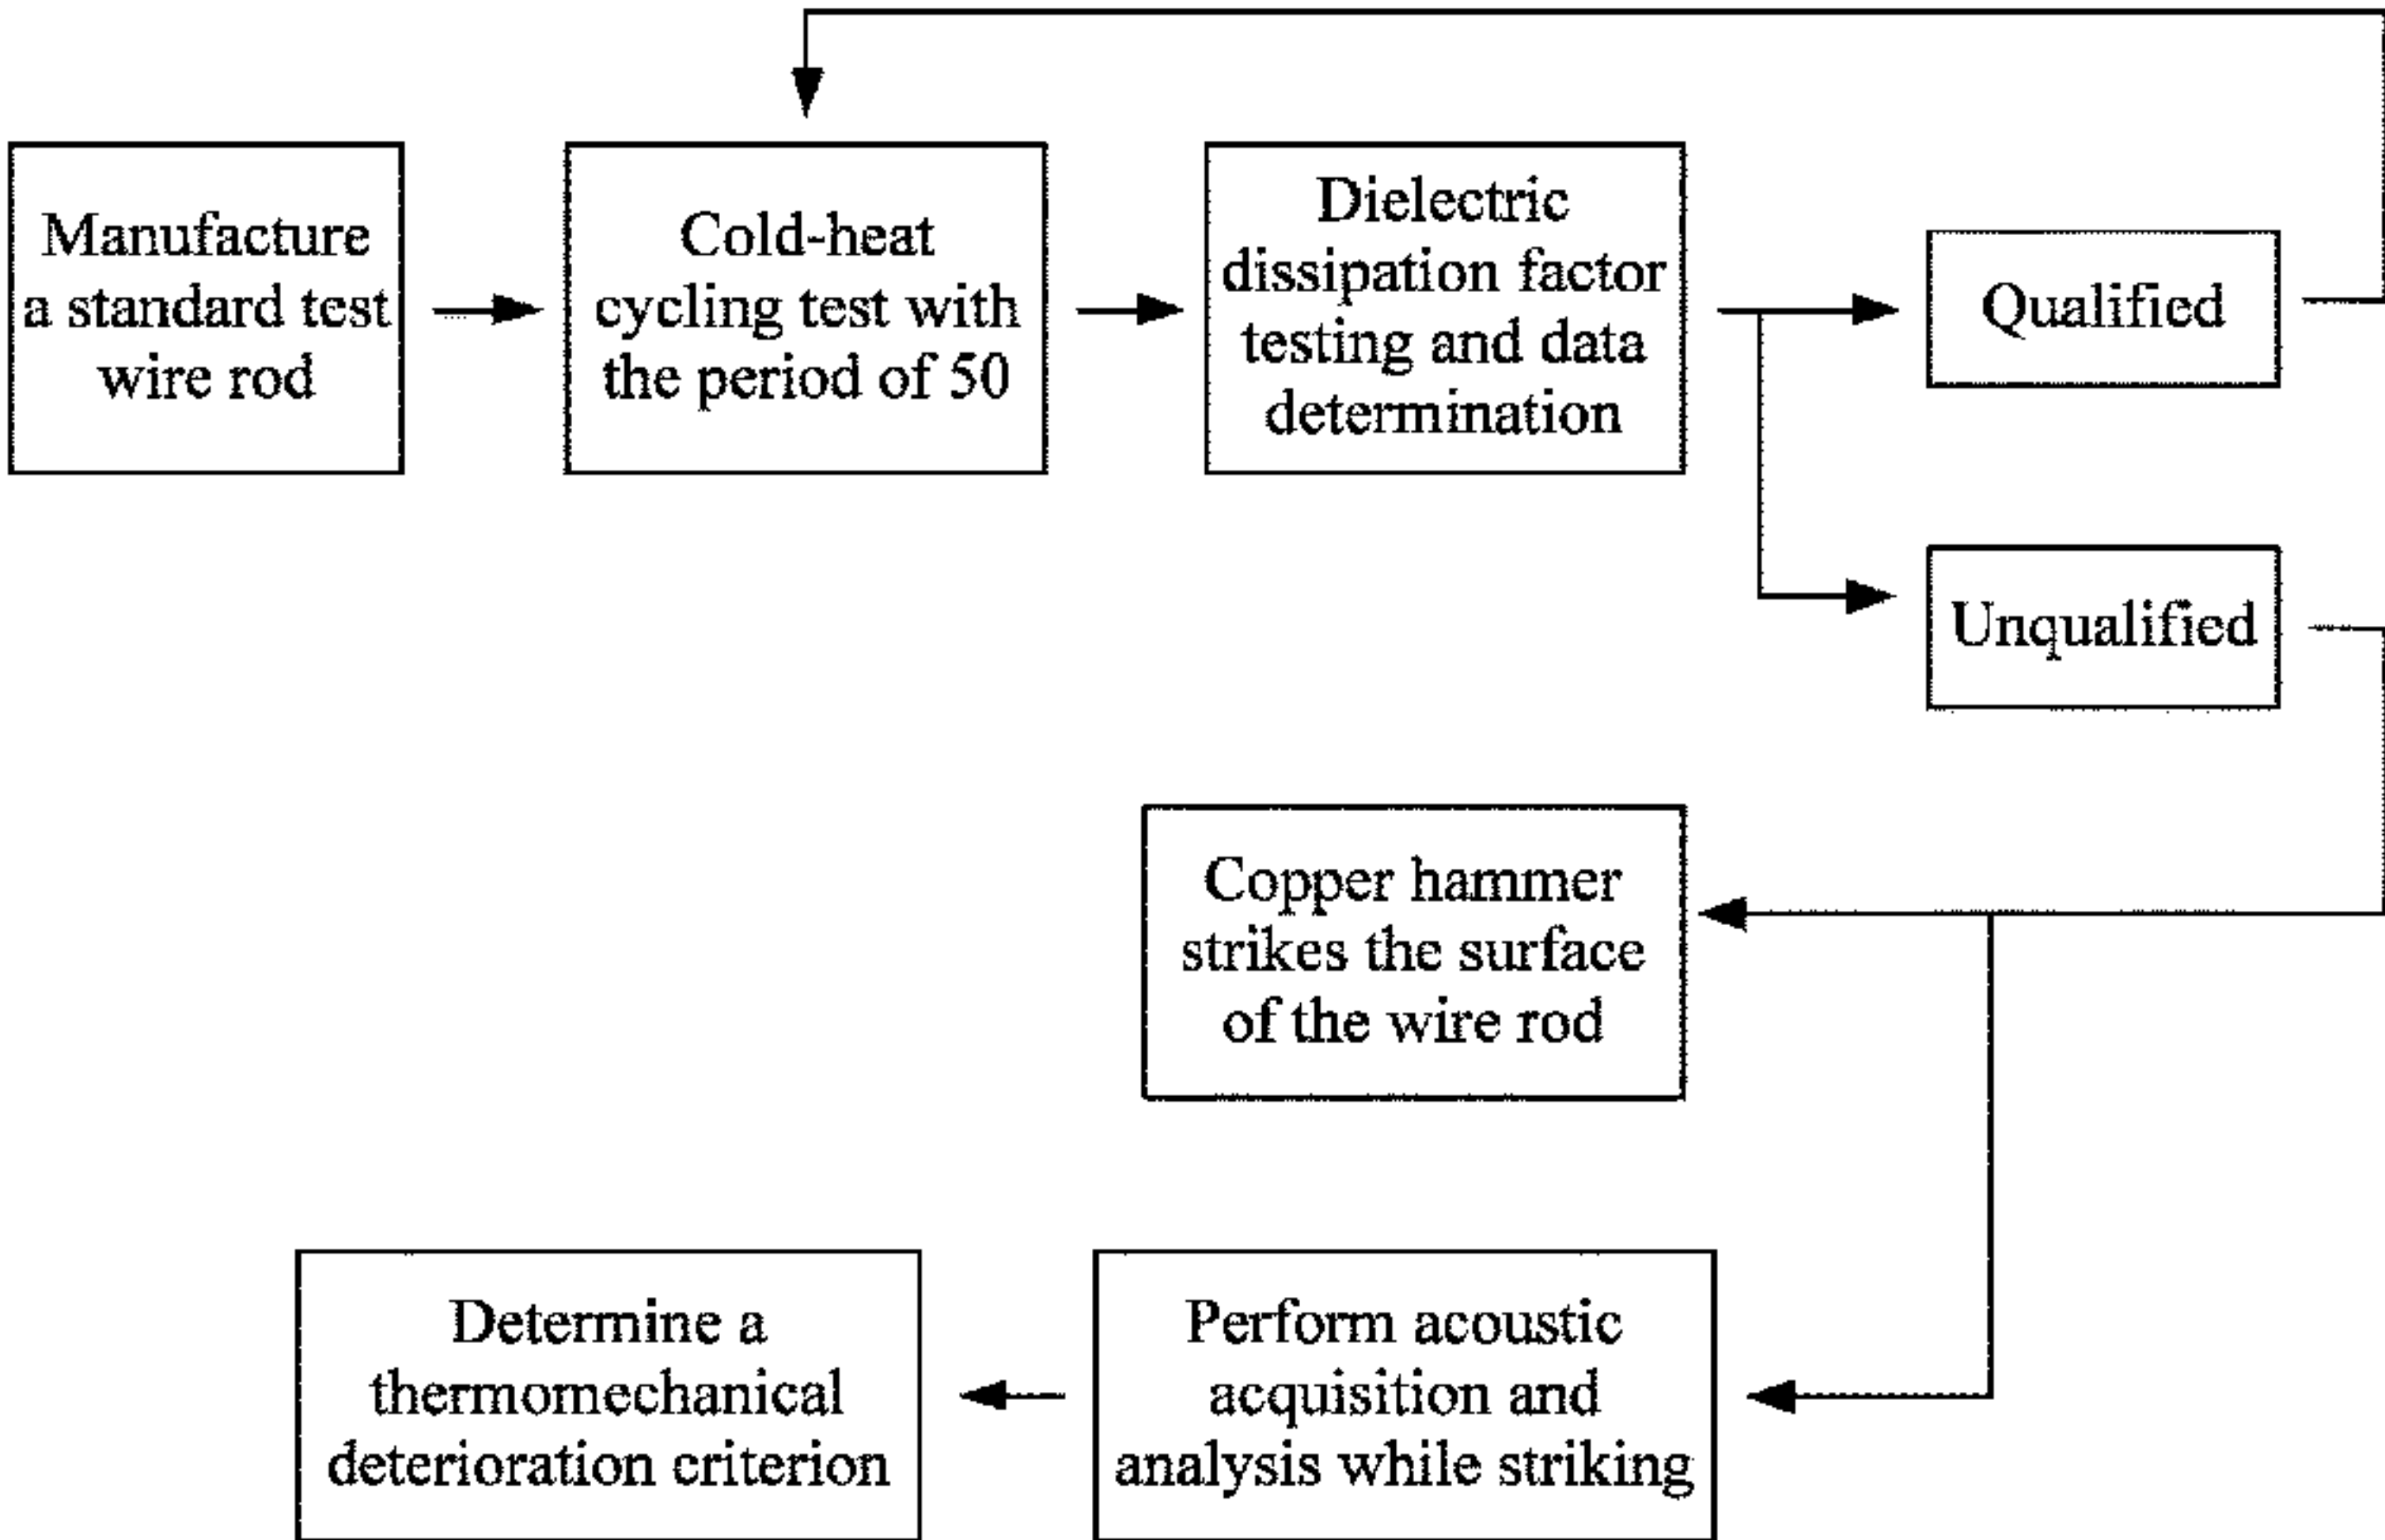 Manufacture
a standard test
wire rod
Cold-heat
cycling test with
the period of 50
Dielectric
dissipation factor
testing and data
determination
Qualified
Unqualified
Copper hammer
strikes the surface
of the wire rod
Perform acoustic
acquisition and
analysis while striking
Determine a
thermomechanical
deterioration criterion